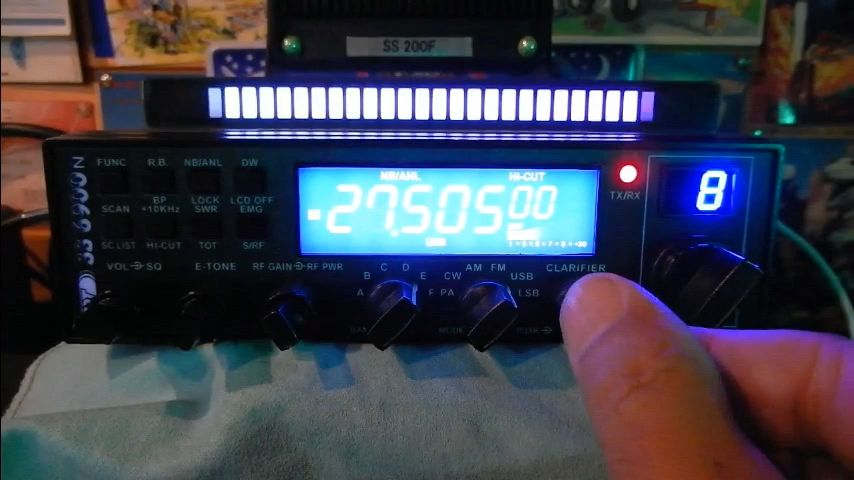 SS 200F
FUNC R.B. NB/ANL DW
SCAN BP +10KHz LOCK SWR LCD OFF EMG
SC LIST HI-CUT TOT S/RF
SS 6900N
NB/ANL HI-CUT
27.50500
TX/RX
8
VOL SQ E-TONE RF GAIN RF PWR
A B C D E F
PA CW AM FM USB LSB
CLARIFIER
MODE PUSH